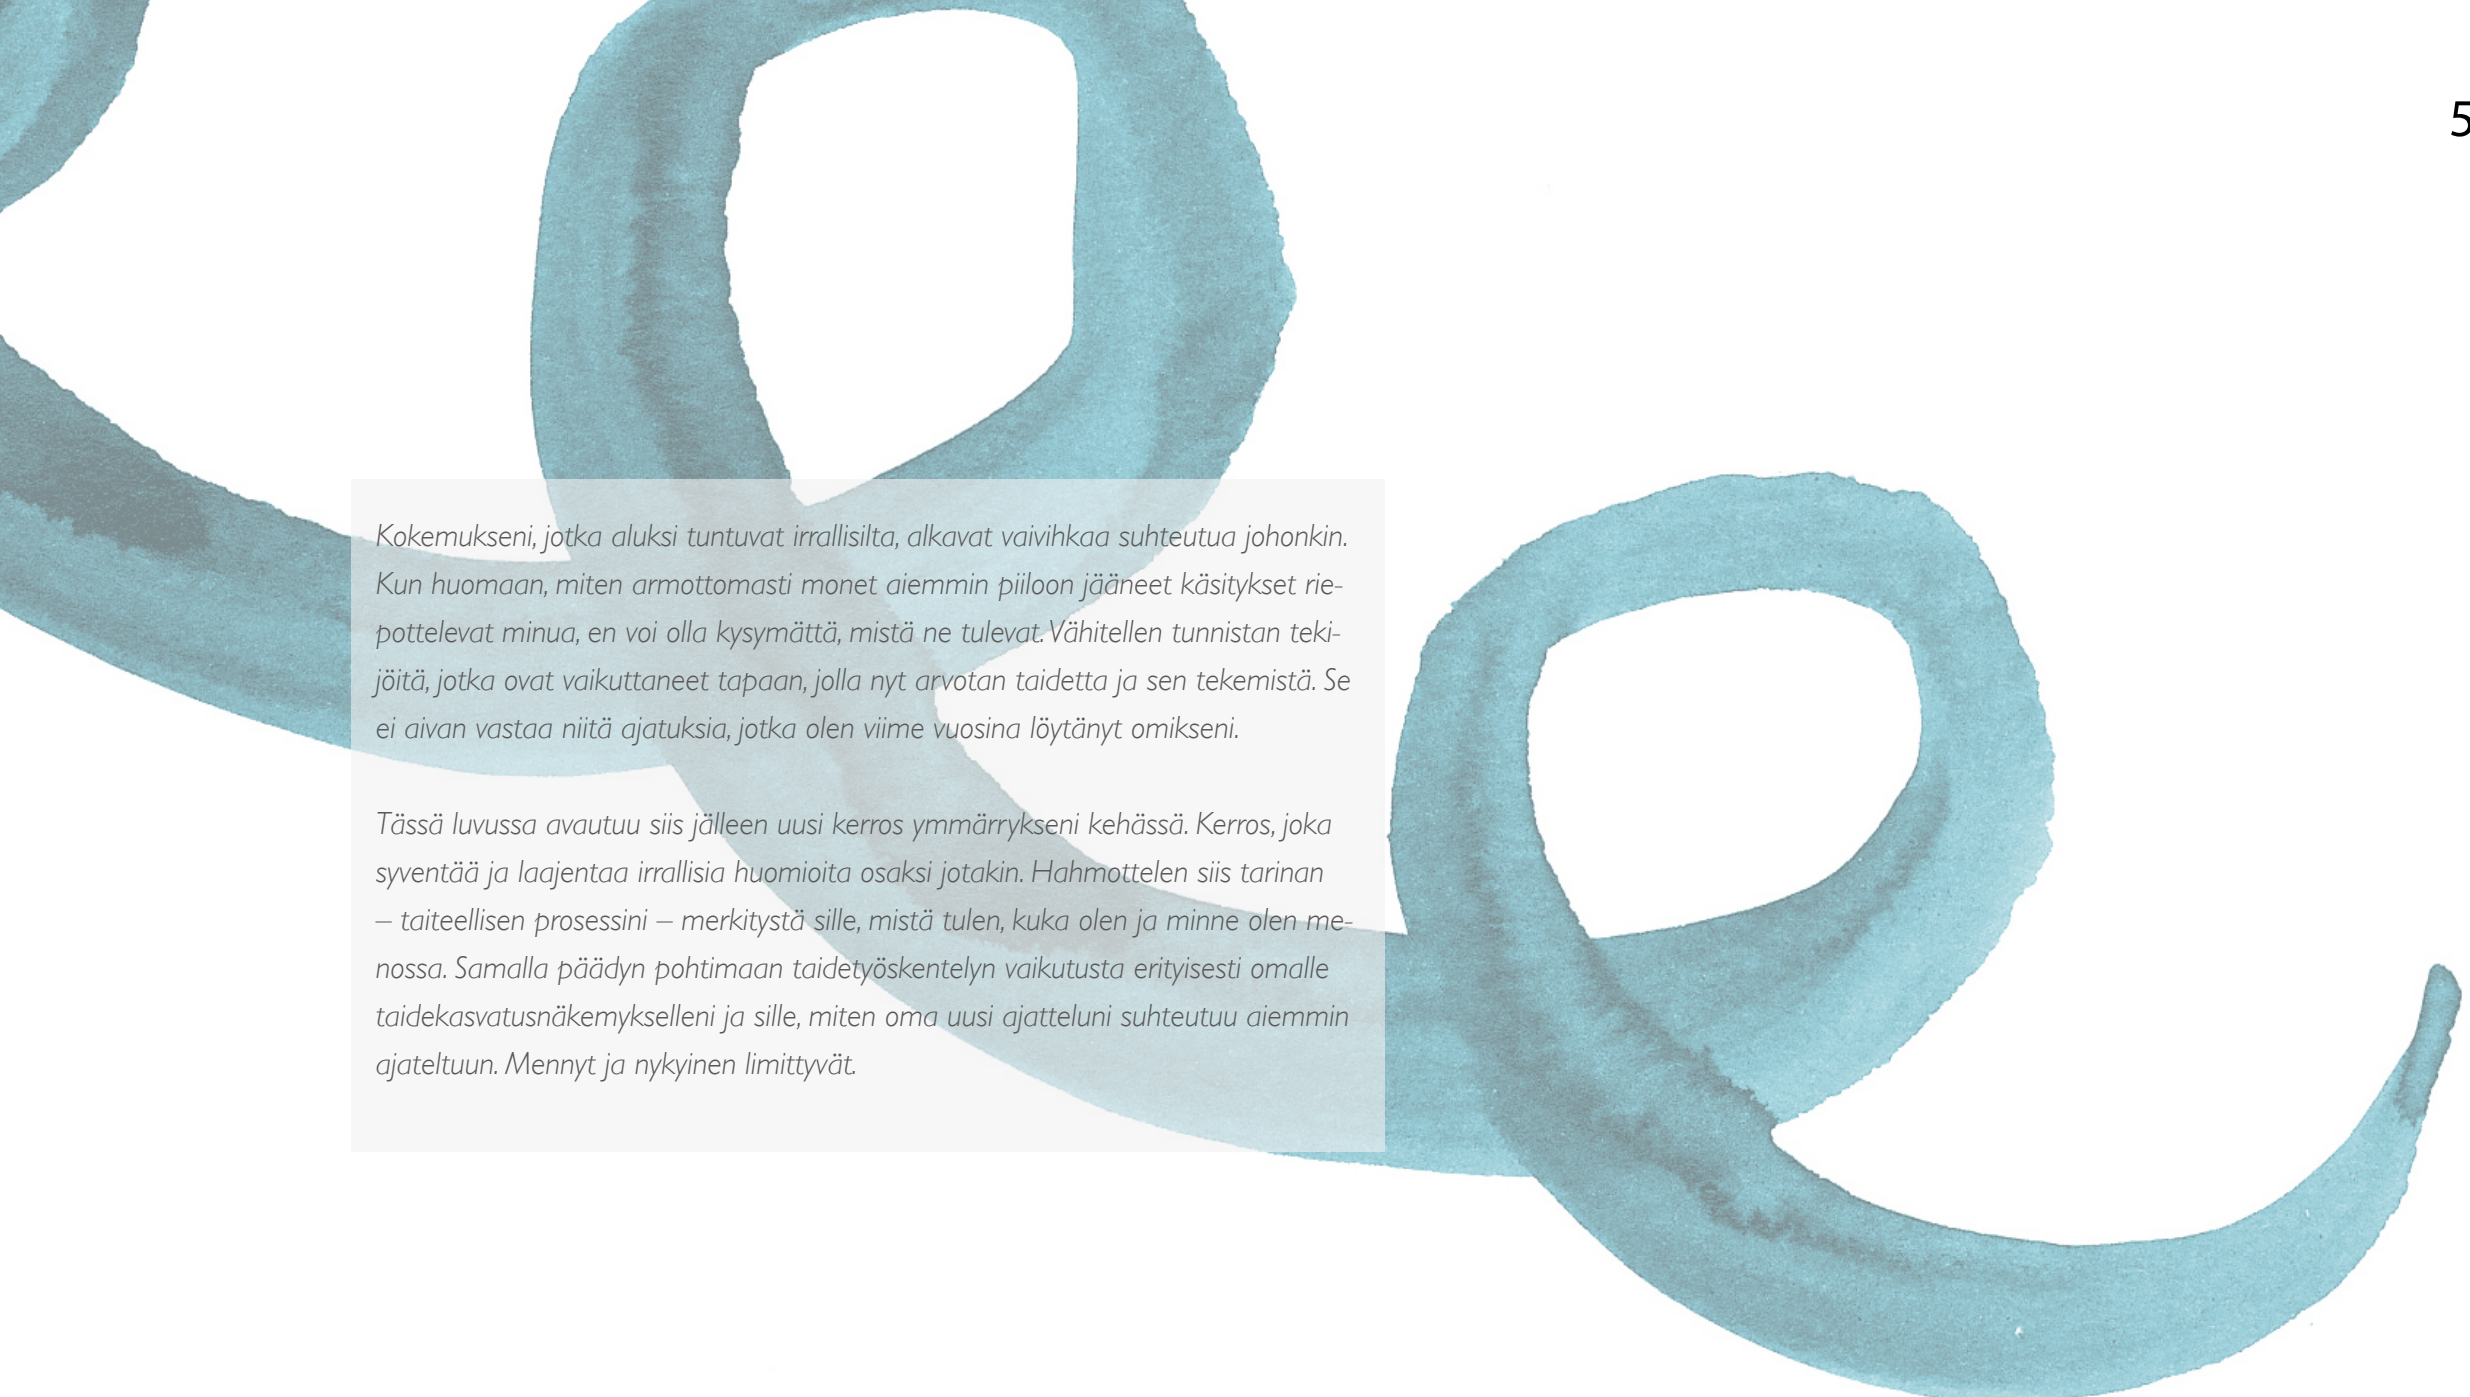 5
Kokemukseni, jotka aluksi tuntuvat irrallisilta, alkavat vaivihkaa suhteutua johonkin.
Kun huomaan, miten armottomasti monet aiemmin piiloon jääneet käsitykset rie-
pottelevat minua, en voi olla kysymättä, mistä ne tulevat. Vähitellen tunnistan teki-
jöitä, jotka ovat vaikuttaneet tapaan, jolla nyt arvotan taidetta ja sen tekemistä. Se
ei aivan vastaa niitä ajatuksia, jotka olen viime vuosina löytänyt omikseni.
Tässä luvussa avautuu siis jälleen uusi kerros ymmärrykseni kehässä. Kerros, joka
syventää ja laajentaa irrallisia huomioita osaksi jotakin. Hahmottelen siis tarinan
– taiteellisen prosessini – merkitystä sille, mistä tulen, kuka olen ja minne olen me-
nossa. Samalla päädyn pohtimaan taidetyöskentelyn vaikutusta erityisesti omalle
taidekasvatusnäkemykselleni ja sille, miten oma uusi ajatteluni suhteutuu aiemmin
ajateltuun. Mennyt ja nykyinen limittyvät.